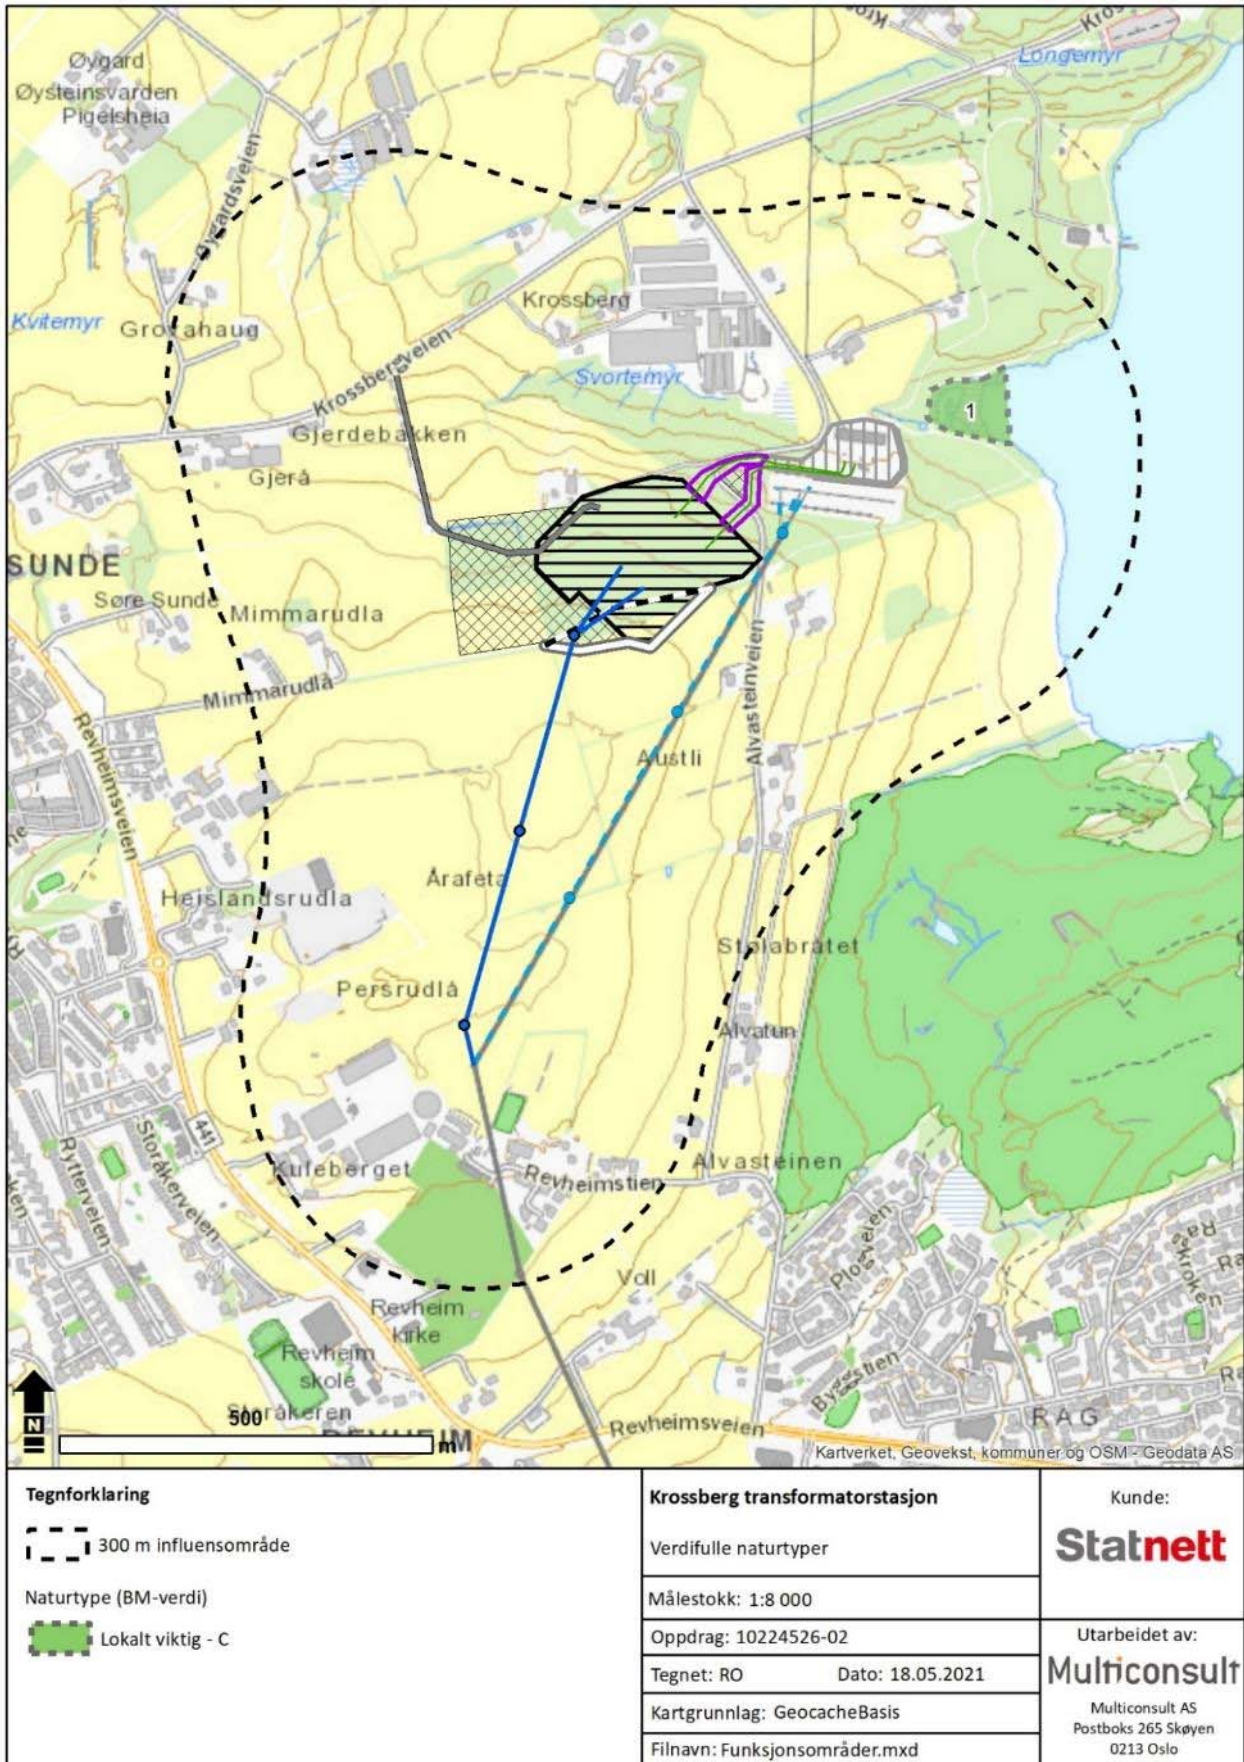 Øygard
Øysteinsvarden
Pigelsheia
Øygardsveien
Longemyr
Kvitemyr
Krossberg
Krossbergveien
Svortemyr
Gjerdebakken
Gjerå
1
SUNDE
Søre Sunde
Mimmarudla
Mimmarudla
Revheimsveien
Alvasteinveien
Austli
Årafeta
Heislandsrudla
Stølabråtet
Persrudlå
Alvatun
441
Storåkerveien
Rytterveien
Kuleberget
Revheimstien
Alvasteinen
Plogveien
Voll
Revheim
kirke
Revheim
skole
Storåkeren
Byggstien
RAG
Revheimsveien
N
500
m
Kartverket, Geovekst, kommuner og OSM - Geodata AS
Tegnforklaring
300 m influensområde
Naturtype (BM-verdi)
Lokalt viktig - C
Krossberg transformatorstasjon
Verdifulle naturtyper
Målestokk: 1:8 000
Oppdrag: 10224526-02
Tegnet: RO Dato: 18.05.2021
Kartgrunnlag: GeocacheBasis
Filnavn: Funksjonsområder.mxd
Kunde:
Statnett
Utarbeidet av:
Multiconsult
Multiconsult AS
Postboks 265 Skøyen
0213 Oslo